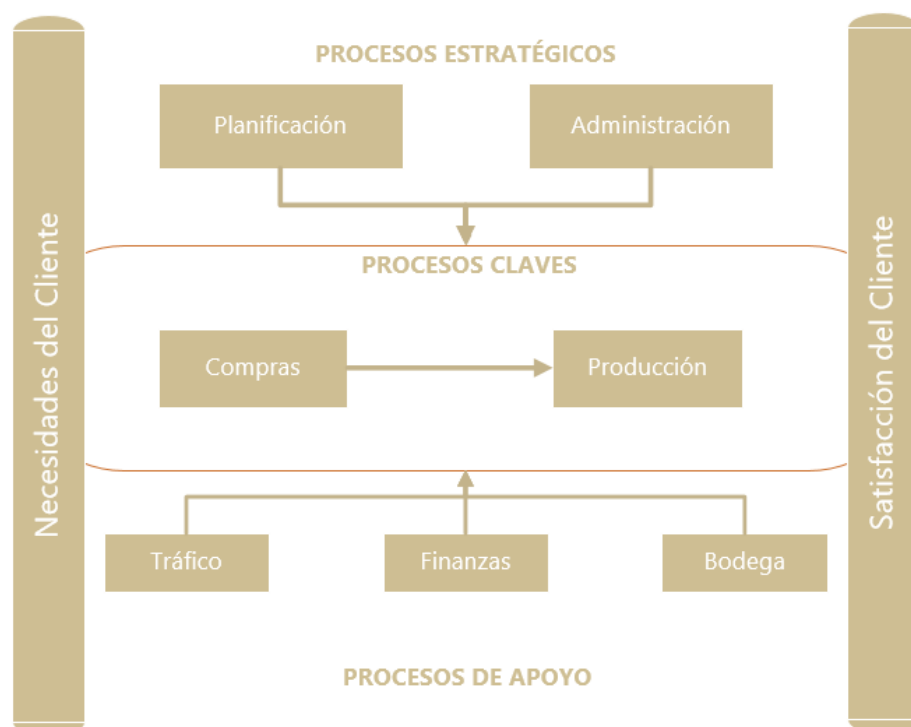 PROCESOS ESTRATÉGICOS
Planificación
Administración
Necesidades del Cliente
PROCESOS CLAVES
Compras
Producción
Satisfacción del Cliente
Tráfico
Finanzas
Bodega
PROCESOS DE APOYO